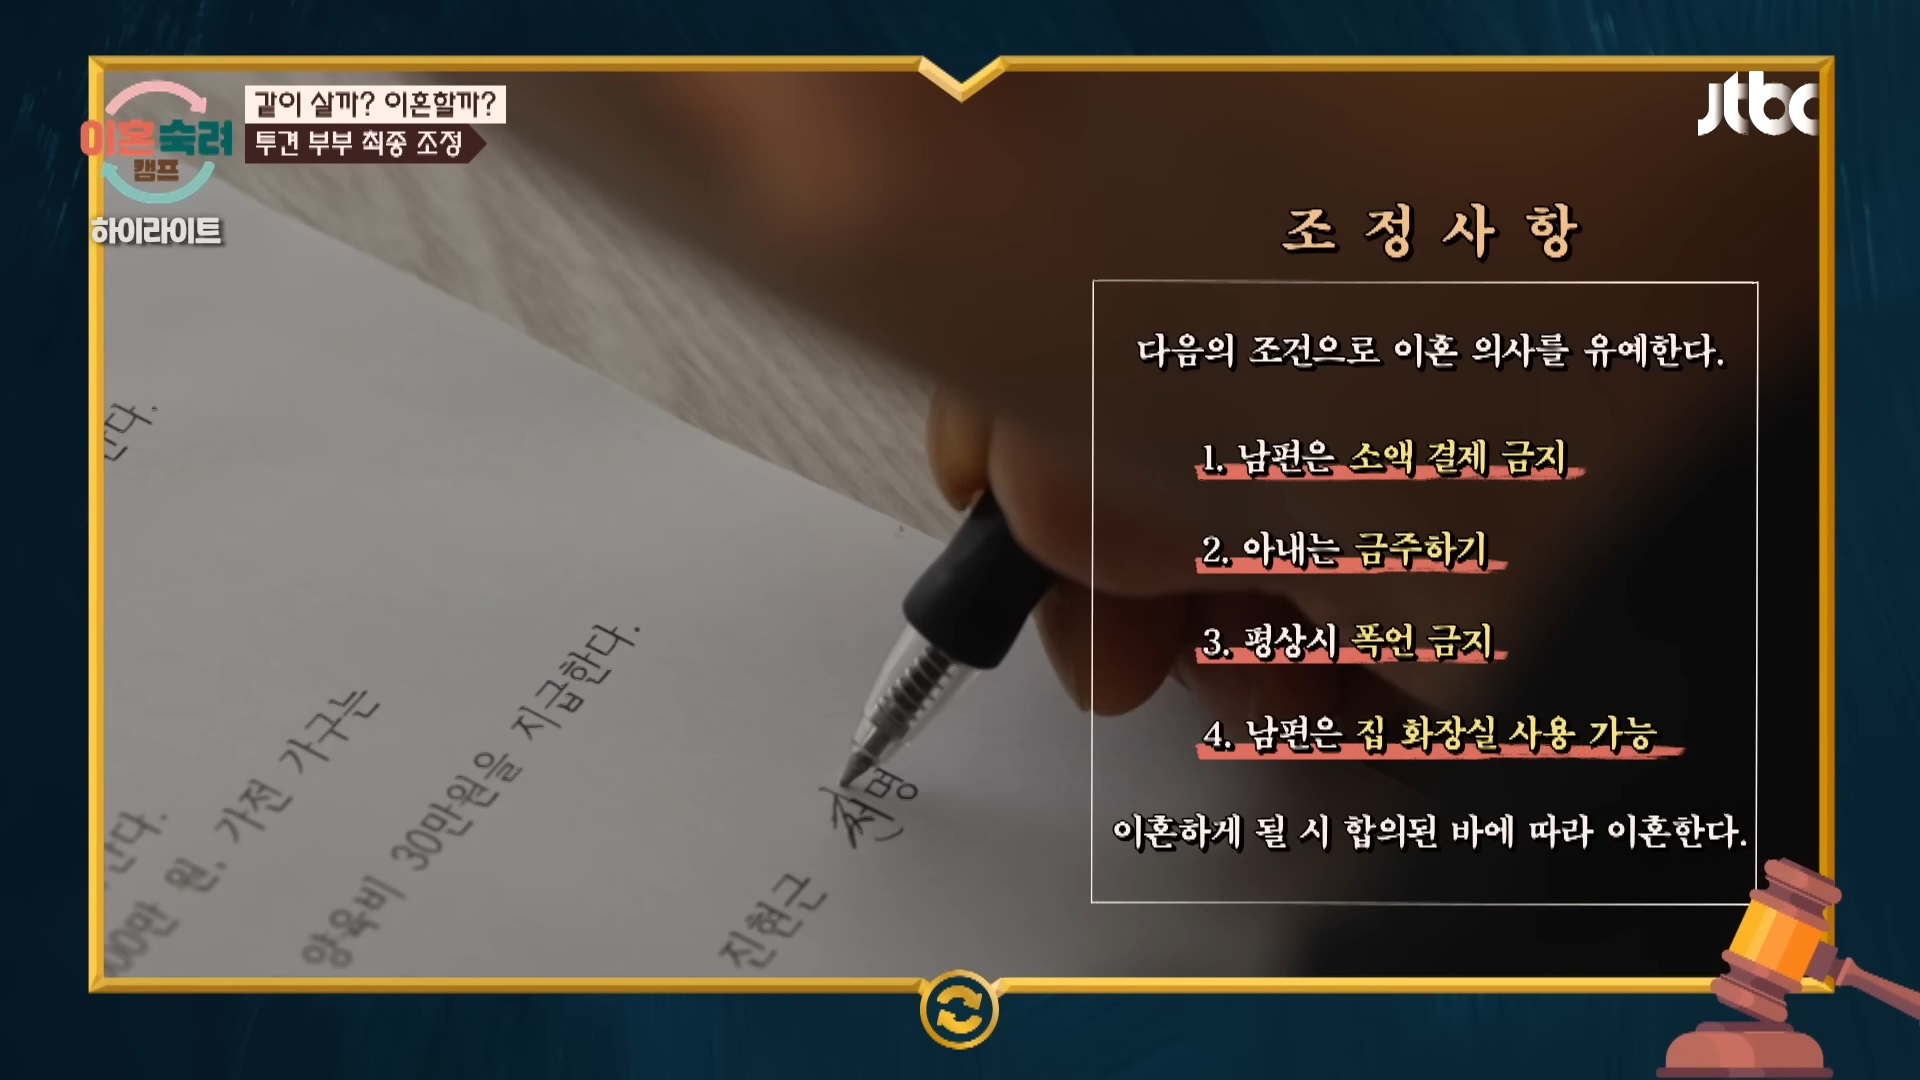 같이 살까? 이혼할까?
투견 부부 최종 조정
이혼숙려
캠프
하이라이트
jtbc
조정사항
다음의 조건으로 이혼 의사를 유예한다.
1. 남편은 소액 결제 금지
2. 아내는 금주하기
3. 평상시 폭언 금지
4. 남편은 집 화장실 사용 가능
이혼하게 될 시 합의된 바에 따라 이혼한다.
한다.
00만 원, 가전 가구는
양육비 30만원을 지급한다.
진현근
서명